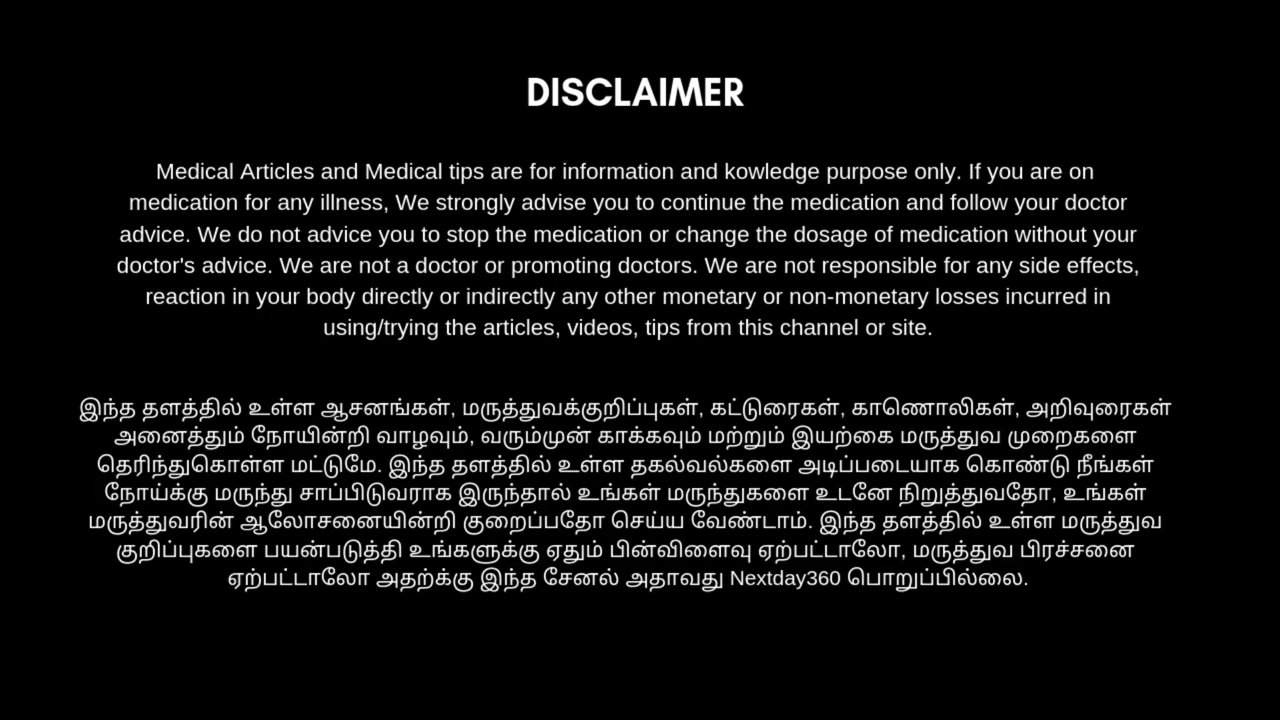 DISCLAIMER
Medical Articles and Medical tips are for information and kowledge purpose only. If you are on
medication for any illness, We strongly advise you to continue the medication and follow your doctor
advice. We do not advice you to stop the medication or change the dosage of medication without your
doctor's advice. We are not a doctor or promoting doctors. We are not responsible for any side effects,
reaction in your body directly or indirectly any other monetary or non-monetary losses incurred in
using/trying the articles, videos, tips from this channel or site.
இந்த தளத்தில் உள்ள ஆசனங்கள், மருத்துவக்குறிப்புகள், கட்டுரைகள், காணொலிகள், அறிவுரைகள்
அனைத்தும் நோயின்றி வாழவும், வரும்முன் காக்கவும் மற்றும் இயற்கை மருத்துவ முறைகளை
தெரிந்துகொள்ள மட்டுமே. இந்த தளத்தில் உள்ள தகல்வல்களை அடிப்படையாக கொண்டு நீங்கள்
நோய்க்கு மருந்து சாப்பிடுவராக இருந்தால் உங்கள் மருந்துகளை உடனே நிறுத்துவதோ, உங்கள்
மருத்துவரின் ஆலோசனையின்றி குறைப்பதோ செய்ய வேண்டாம். இந்த தளத்தில் உள்ள மருத்துவ
குறிப்புகளை பயன்படுத்தி உங்களுக்கு ஏதும் பின்விளைவு ஏற்பட்டாலோ, மருத்துவ பிரச்சனை
ஏற்பட்டாலோ அதற்க்கு இந்த சேனல் அதாவது Nextday360 பொறுப்பில்லை.